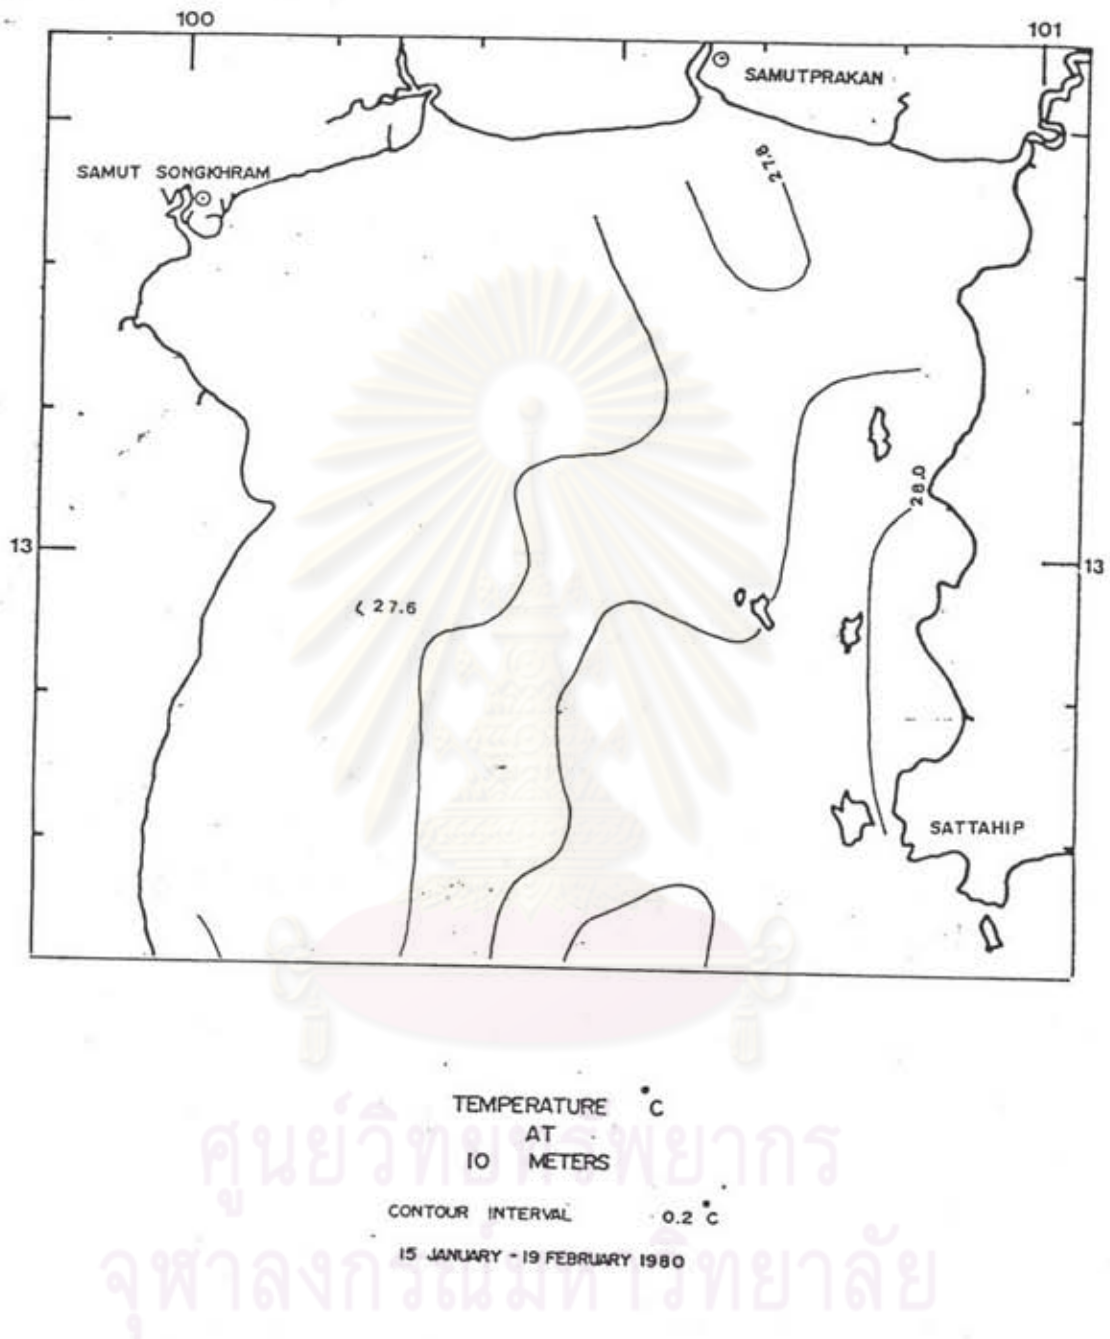 100 101
SAMUTPRAKAN
27.8
SAMUT SONGKHRAM
28.0
13 13
< 27.6
SATTAHIP
TEMPERATURE °C
AT
10 METERS
CONTOUR INTERVAL 0.2 °C
15 JANUARY - 19 FEBRUARY 1980
ศูนย์วิทยทรัพยากร
จุฬาลงกรณ์มหาวิทยาลัย